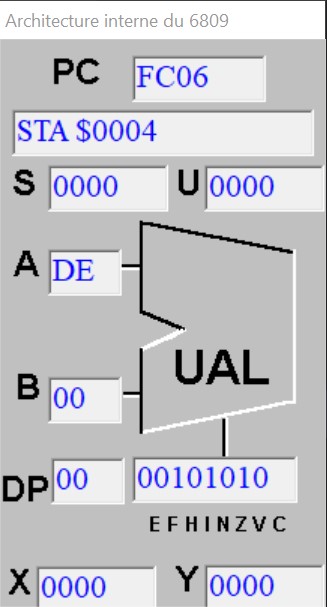 Architecture interne du 6809
PC FC06
STA $0004
S 0000 U 0000
A DE
UAL
B 00
DP 00 00101010
E F H I N Z V C
X 0000 Y 0000